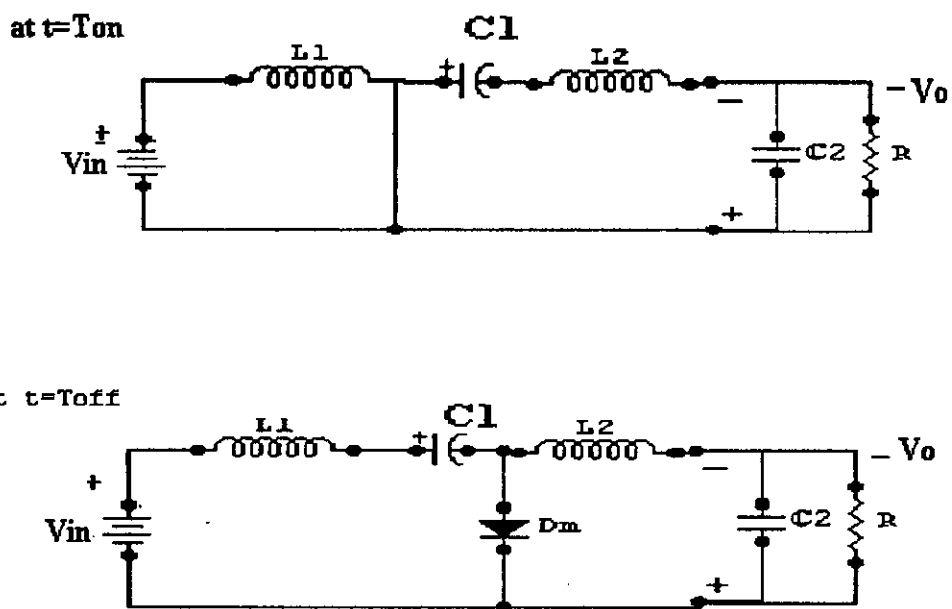 at t=Ton
C1
L1
+
L2
− Vo
−
+
Vin
C2
R
+
t t=Toff
C1
L1
+
L2
− Vo
−
+
Vin
Dm
C2
R
+